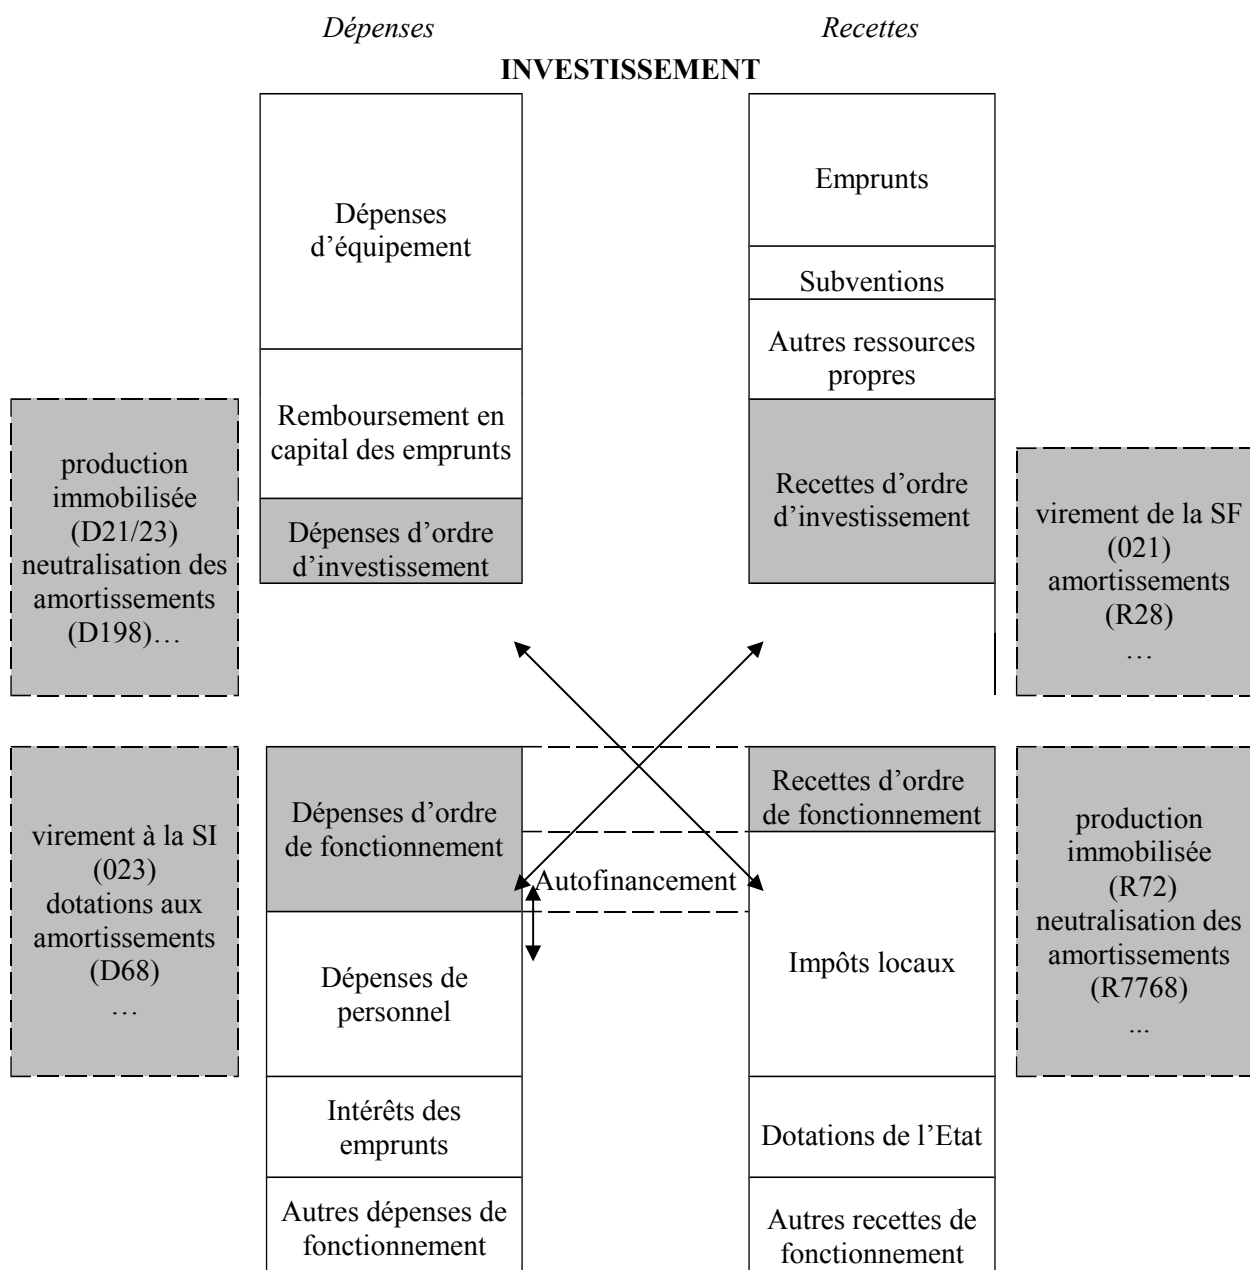 Dépenses
Recettes
INVESTISSEMENT
Dépenses
d’équipement
Remboursement en
capital des emprunts
Dépenses d’ordre
d’investissement
Emprunts
Subventions
Autres ressources
propres
Recettes d’ordre
d’investissement
production
immobilisée
(D21/23)
neutralisation des
amortissements
(D198)…
virement de la SF
(021)
amortissements
(R28)
…
virement à la SI
(023)
dotations aux
amortissements
(D68)
…
Dépenses d’ordre
de fonctionnement
Dépenses de
personnel
Intérêts des
emprunts
Autres dépenses de
fonctionnement
Autofinancement
Recettes d’ordre
de fonctionnement
Impôts locaux
Dotations de l’Etat
Autres recettes de
fonctionnement
production
immobilisée
(R72)
neutralisation des
amortissements
(R7768)
...